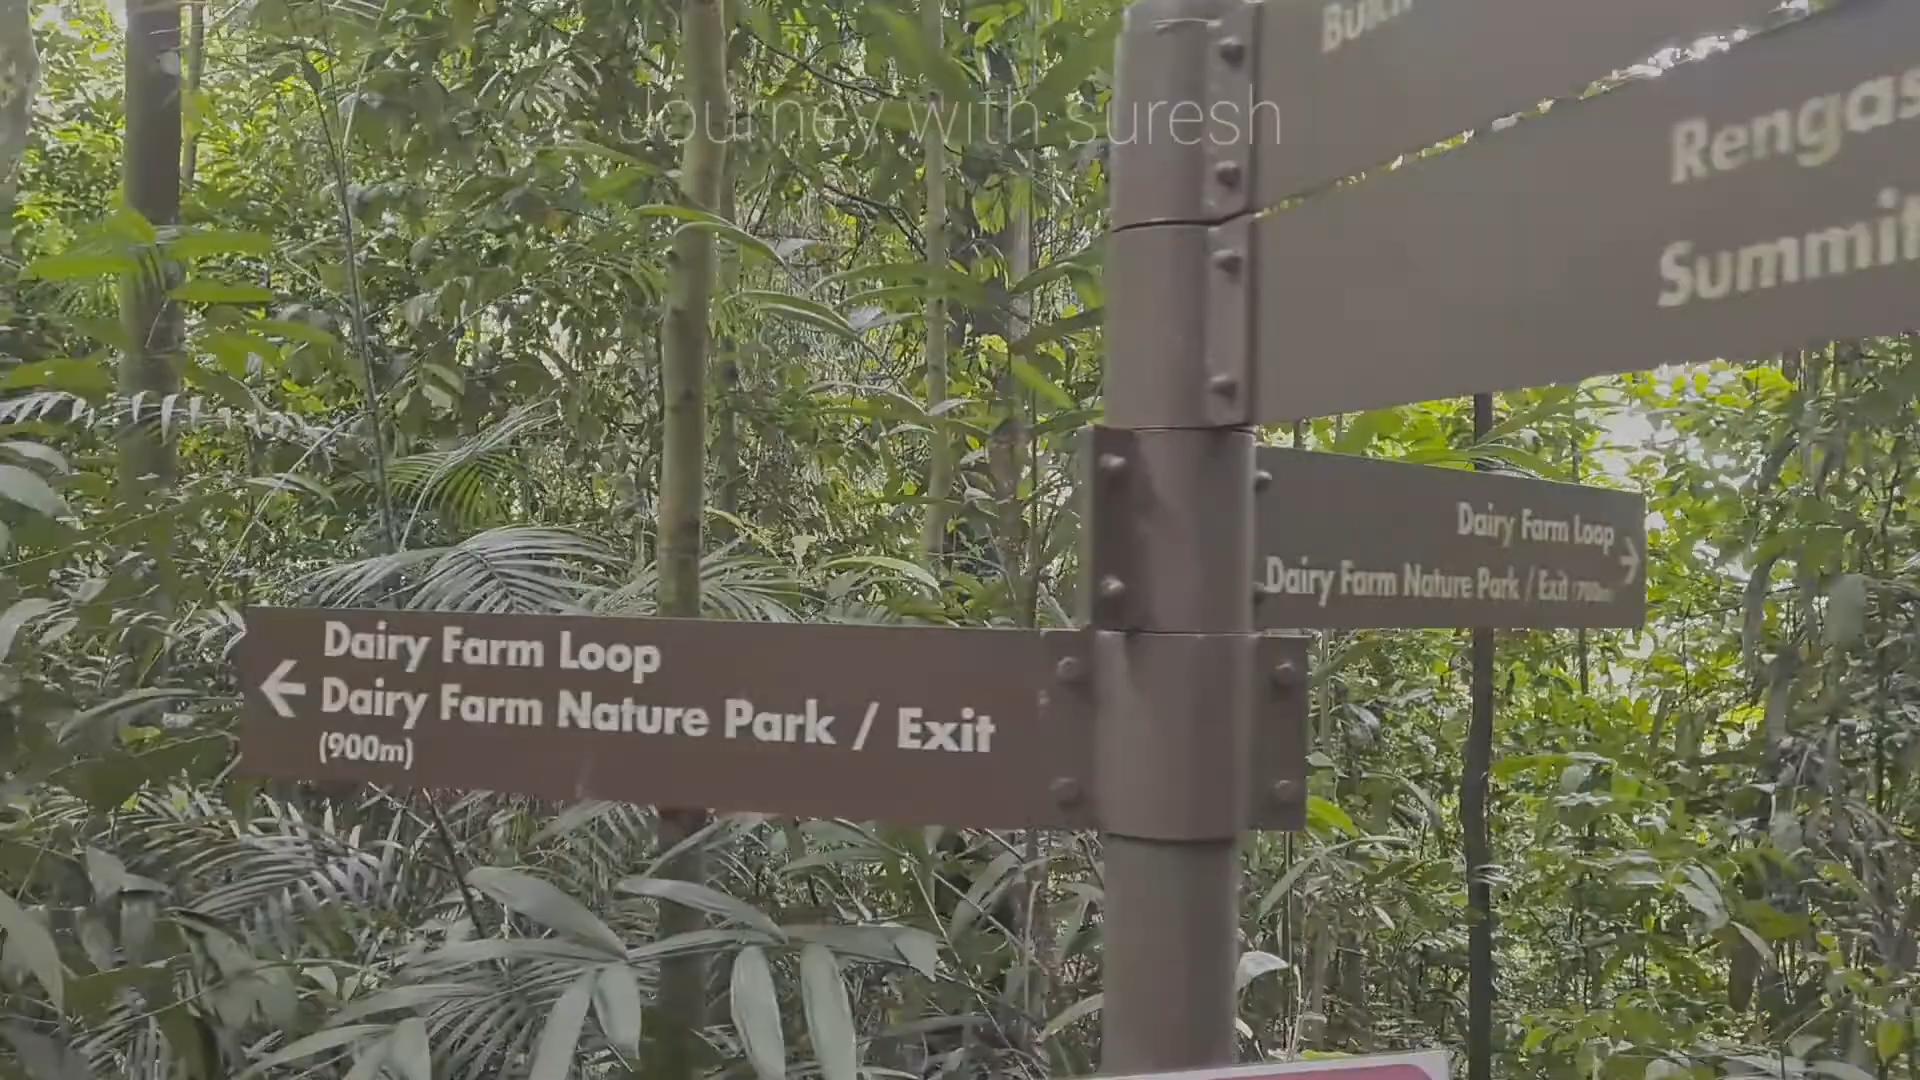 Journey with suresh
Rengas
Summit
Dairy Farm Loop
Dairy Farm Nature Park / Exit (700m)
Dairy Farm Loop
Dairy Farm Nature Park / Exit
(900m)